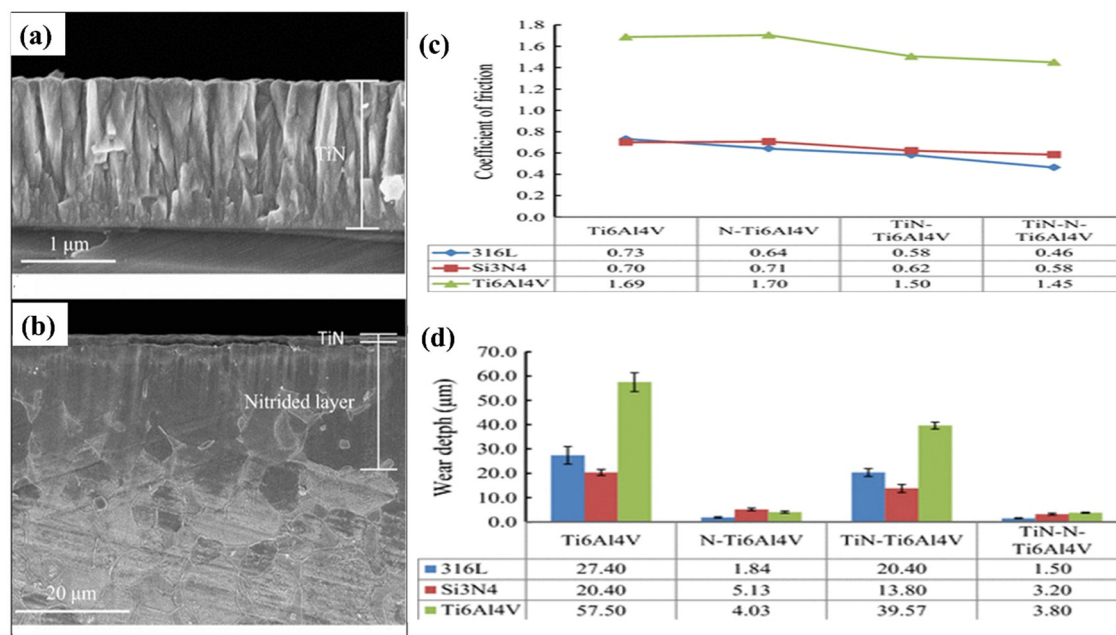 (a)
TiN
1 µm
(b)
TiN
Nitrided layer
20 µm
(c)
Coefficient of friction
1.8
1.6
1.4
1.2
1.0
0.8
0.6
0.4
0.2
0.0
Ti6Al4V N-Ti6Al4V TiN-Ti6Al4V TiN-N-Ti6Al4V
316L 0.73 0.64 0.58 0.46
Si3N4 0.70 0.71 0.62 0.58
Ti6Al4V 1.69 1.70 1.50 1.45
(d)
Wear detph (µm)
70.0
60.0
50.0
40.0
30.0
20.0
10.0
0.0
Ti6Al4V N-Ti6Al4V TiN-Ti6Al4V TiN-N-Ti6Al4V
316L 27.40 1.84 20.40 1.50
Si3N4 20.40 5.13 13.80 3.20
Ti6Al4V 57.50 4.03 39.57 3.80